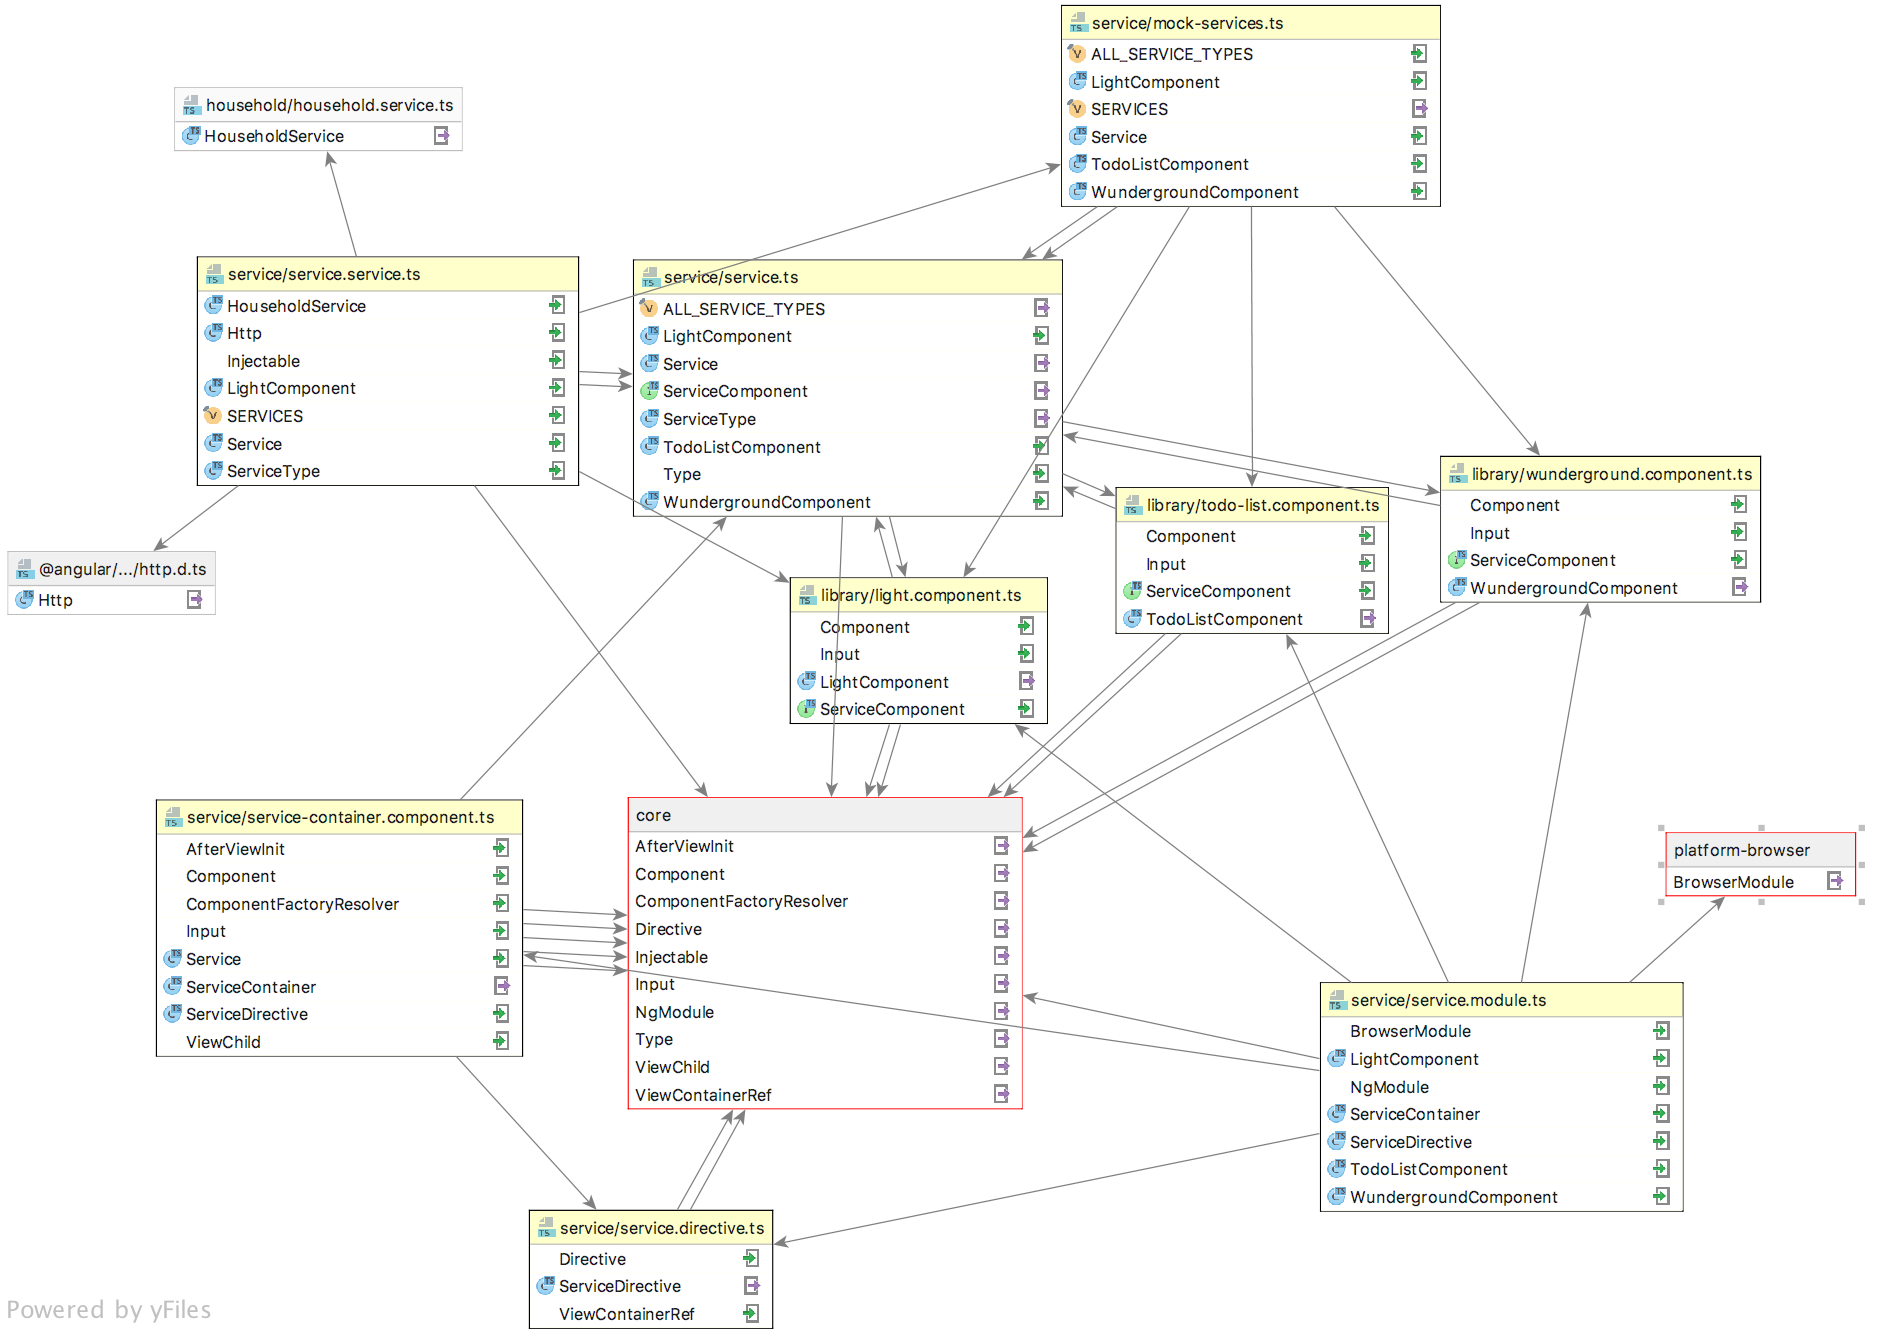 service/mock-services.ts
ALL_SERVICE_TYPES
LightComponent
SERVICES
Service
TodoListComponent
WundergroundComponent
household/household.service.ts
HouseholdService
service/service.service.ts
HouseholdService
Http
Injectable
LightComponent
SERVICES
Service
ServiceType
service/service.ts
ALL_SERVICE_TYPES
LightComponent
Service
ServiceComponent
ServiceType
TodoListComponent
Type
WundergroundComponent
library/wunderground.component.ts
Component
Input
ServiceComponent
WundergroundComponent
library/todo-list.component.ts
Component
Input
ServiceComponent
TodoListComponent
@angular/.../http.d.ts
Http
library/light.component.ts
Component
Input
LightComponent
ServiceComponent
service/service-container.component.ts
AfterViewInit
Component
ComponentFactoryResolver
Input
Service
ServiceContainer
ServiceDirective
ViewChild
core
AfterViewInit
Component
ComponentFactoryResolver
Directive
Injectable
Input
NgModule
Type
ViewChild
ViewContainerRef
platform-browser
BrowserModule
service/service.module.ts
BrowserModule
LightComponent
NgModule
ServiceContainer
ServiceDirective
TodoListComponent
WundergroundComponent
service/service.directive.ts
Directive
ServiceDirective
ViewContainerRef
Powered by yFiles